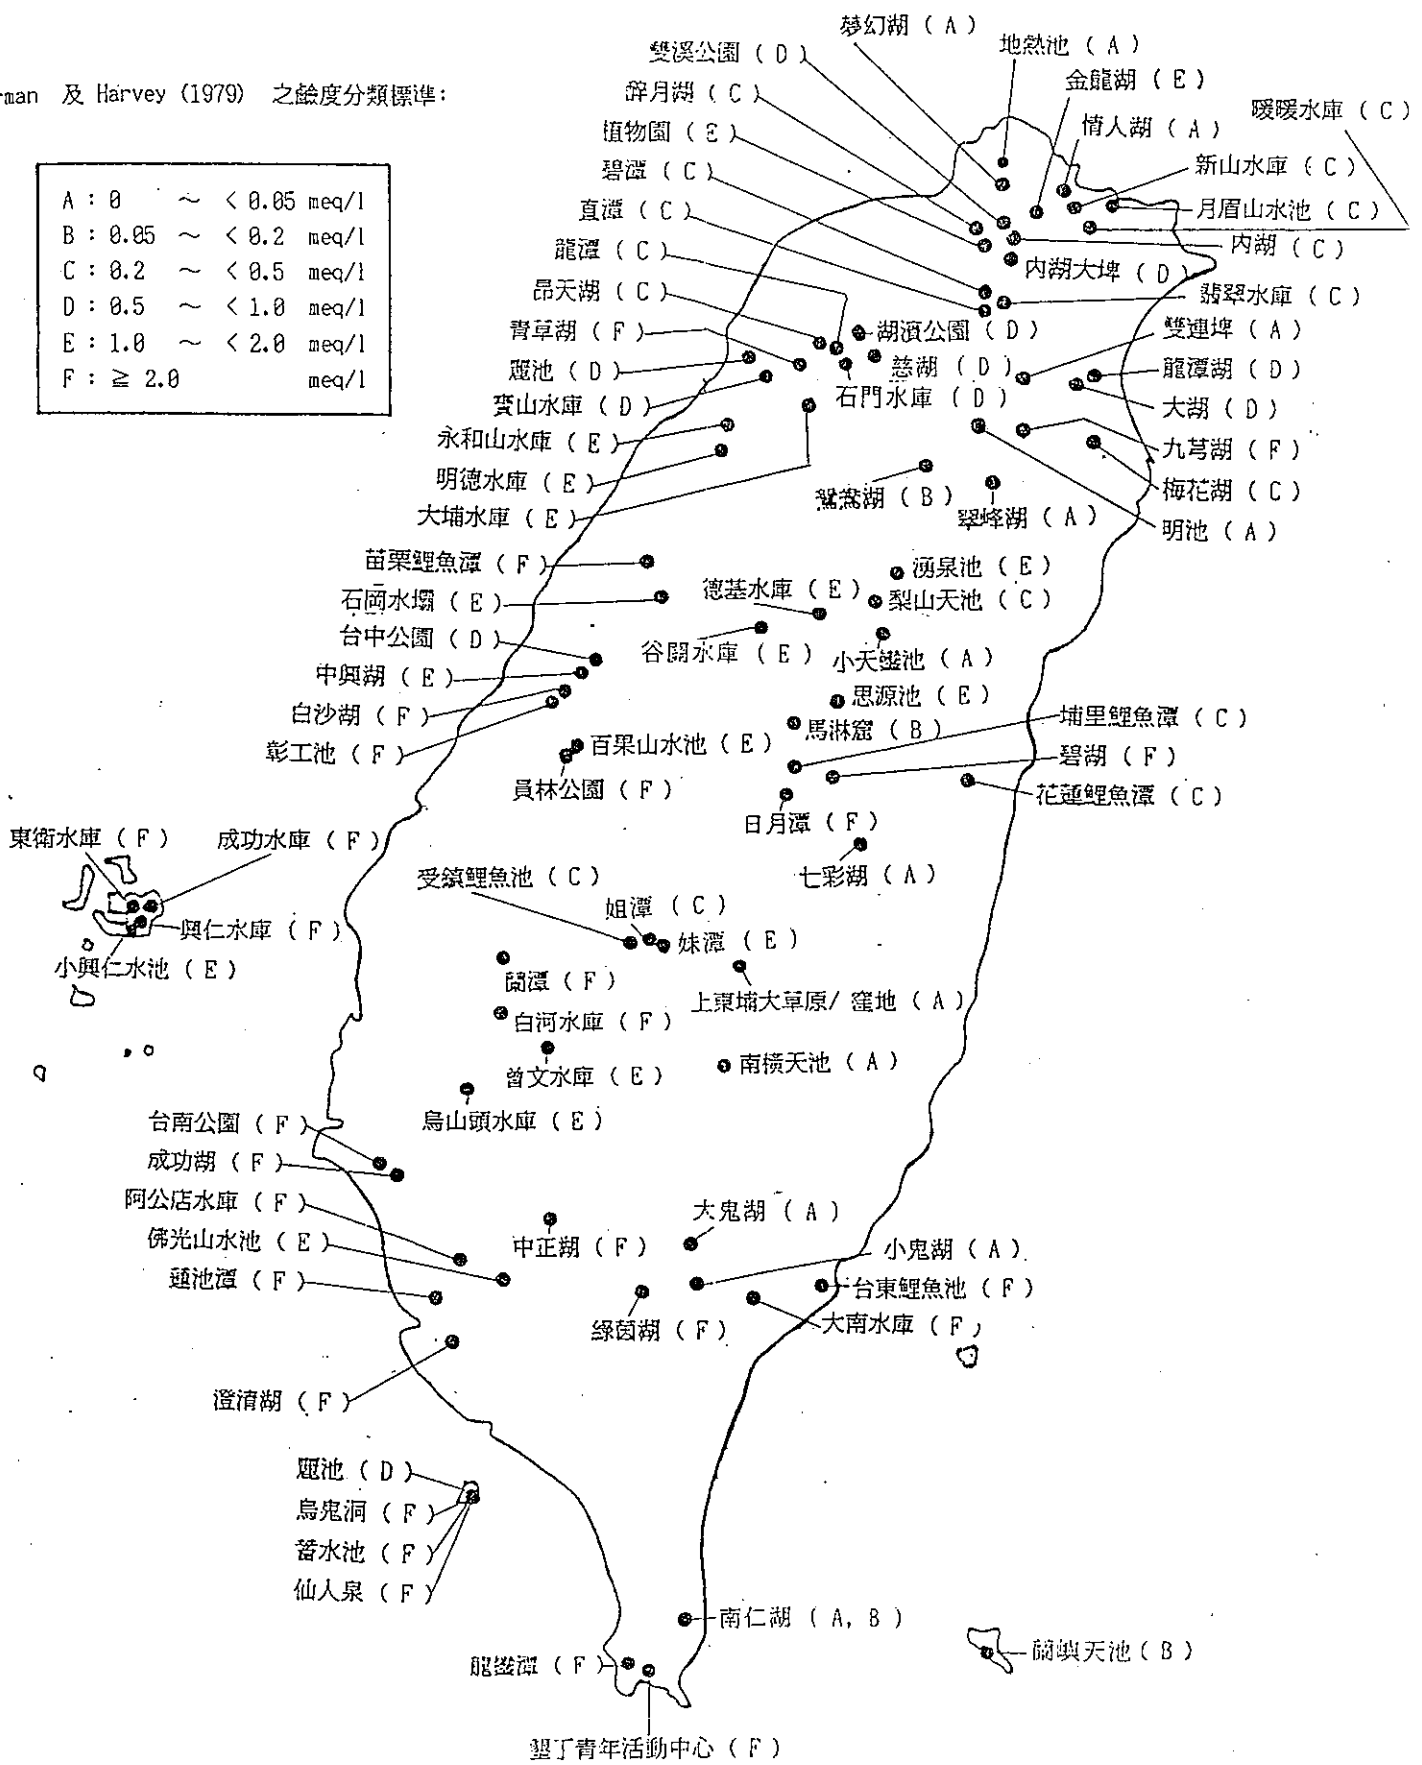 rman 及 Harvey (1979) 之鹼度分類標準:
A : 0 ～ < 0.05 meq/l
B : 0.05 ～ < 0.2 meq/l
C : 0.2 ～ < 0.5 meq/l
D : 0.5 ～ < 1.0 meq/l
E : 1.0 ～ < 2.0 meq/l
F : ≧ 2.0 meq/l
夢幻湖 ( A )
地熱池 ( A )
雙溪公園 ( D )
金龍湖 ( E )
醉月湖 ( C )
暖暖水庫 ( C )
植物園 ( E )
情人湖 ( A )
碧潭 ( C )
新山水庫 ( C )
直潭 ( C )
月眉山水池 ( C )
龍潭 ( C )
內湖 ( C )
內湖大埤 ( D )
昂天湖 ( C )
翡翠水庫 ( C )
青草湖 ( F )
湖濱公園 ( D )
雙連埤 ( A )
麗池 ( D )
慈湖 ( D )
龍潭湖 ( D )
寶山水庫 ( D )
石門水庫 ( D )
大湖 ( D )
永和山水庫 ( E )
九芎湖 ( F )
明德水庫 ( E )
鴛鴦湖 ( B )
梅花湖 ( C )
大埔水庫 ( E )
翠峰湖 ( A )
明池 ( A )
苗栗鯉魚潭 ( F )
湧泉池 ( E )
石岡水壩 ( E )
德基水庫 ( E )
梨山天池 ( C )
台中公園 ( D )
谷關水庫 ( E )
小天池 ( A )
中興湖 ( E )
思源池 ( E )
白沙湖 ( F )
馬淋窟 ( B )
埔里鯉魚潭 ( C )
彰工池 ( F )
百果山水池 ( E )
碧湖 ( F )
員林公園 ( F )
花蓮鯉魚潭 ( C )
日月潭 ( F )
東衛水庫 ( F )
成功水庫 ( F )
七彩湖 ( A )
受鎮鯉魚池 ( C )
姐潭 ( C )
興仁水庫 ( F )
妹潭 ( E )
小興仁水池 ( E )
蘭潭 ( F )
上東埔大草原/ 窪地 ( A )
白河水庫 ( F )
曾文水庫 ( E )
南橫天池 ( A )
烏山頭水庫 ( E )
台南公園 ( F )
成功湖 ( F )
阿公店水庫 ( F )
大鬼湖 ( A )
佛光山水池 ( E )
中正湖 ( F )
小鬼湖 ( A )
蓮池潭 ( F )
台東鯉魚池 ( F )
綠茵湖 ( F )
大南水庫 ( F )
澄清湖 ( F )
麗池 ( D )
烏鬼洞 ( F )
蓄水池 ( F )
仙人泉 ( F )
南仁湖 ( A, B )
蘭嶼天池 ( B )
龍鑾潭 ( F )
墾丁青年活動中心 ( F )